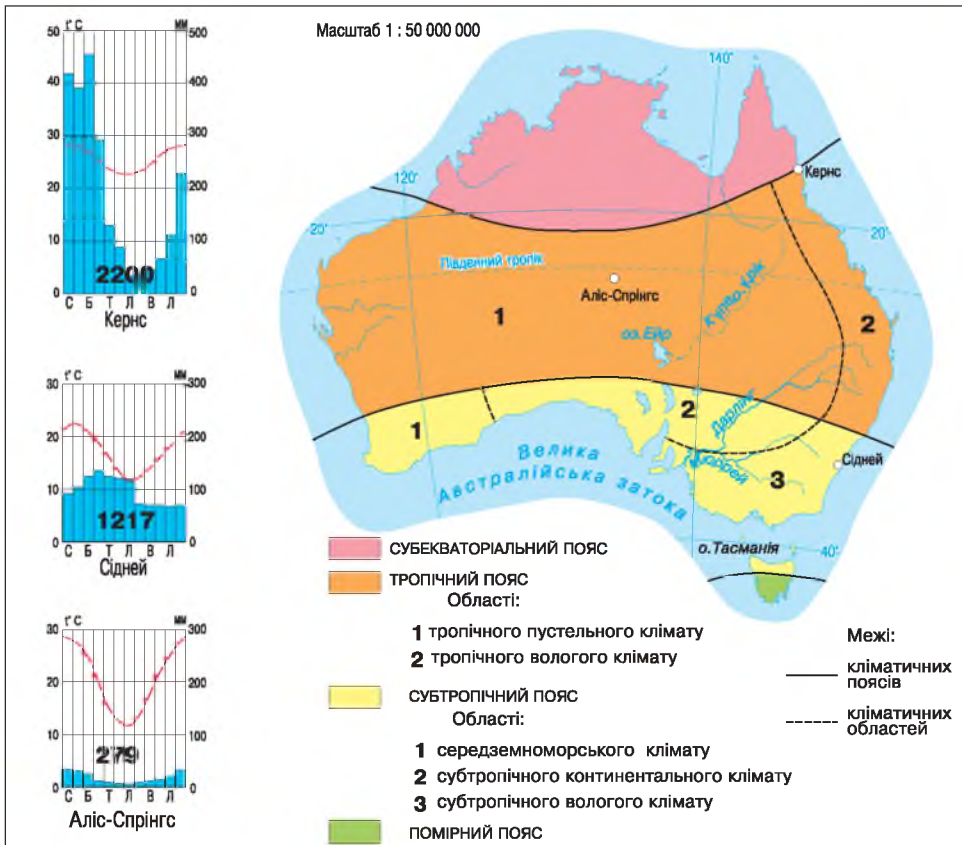 t° C
мм
50
40
30
20
10
0
500
400
300
200
100
0
2200
С Б Т Л В Л
Кернс
t° C
мм
30
20
10
0
300
200
100
0
1217
С Б Т Л В Л
Сідней
t° C
мм
30
20
10
0
300
200
100
0
279
С Б Т Л В Л
Аліс-Спрінгс
Масштаб 1 : 50 000 000
140°
120°
Кернс
20°
20°
Південний тропік
Аліс-Спрінгс
Купер-Крік
1
2
оз.Ейр
2
Дарлінг
1
Муррей
Сідней
3
Велика
Австралійська затока
о.Тасманія
40°
СУБЕКВАТОРІАЛЬНИЙ ПОЯС
ТРОПІЧНИЙ ПОЯС
Області:
1 тропічного пустельного клімату
2 тропічного вологого клімату
СУБТРОПІЧНИЙ ПОЯС
Області:
1 середземноморського клімату
2 субтропічного континентального клімату
3 субтропічного вологого клімату
ПОМІРНИЙ ПОЯС
Межі:
кліматичних
поясів
кліматичних
областей